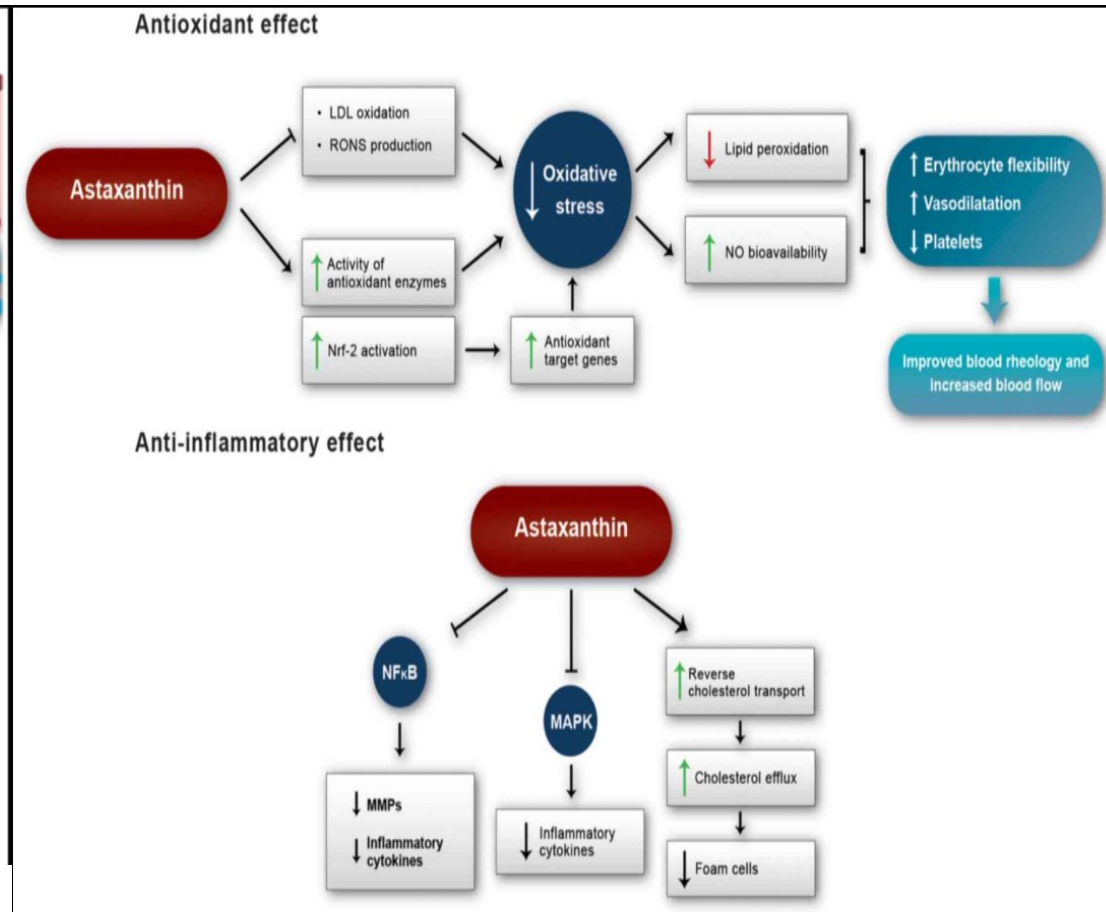 Antioxidant effect
Astaxanthin
• LDL oxidation
• RONS production
↑ Activity of
antioxidant enzymes
↑ Nrf-2 activation
↑ Antioxidant
target genes
↓ Oxidative
stress
↓ Lipid peroxidation
↑ NO bioavailability
↑ Erythrocyte flexibility
↑ Vasodilatation
↓ Platelets
Improved blood rheology and
increased blood flow
Anti-inflammatory effect
Astaxanthin
NFκB
↓ MMPs
↓ Inflammatory
cytokines
MAPK
↓ Inflammatory
cytokines
↑ Reverse
cholesterol transport
↑ Cholesterol efflux
↓ Foam cells